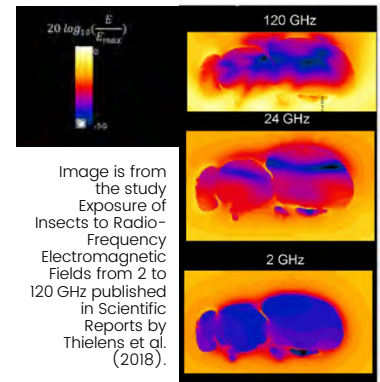 20 log₁₀(E/Eₘₐₓ)
0
-50
120 GHz
24 GHz
2 GHz
Image is from
the study
Exposure of
Insects to Radio-
Frequency
Electromagnetic
Fields from 2 to
120 GHz published
in Scientific
Reports by
Thielens et al.
(2018).